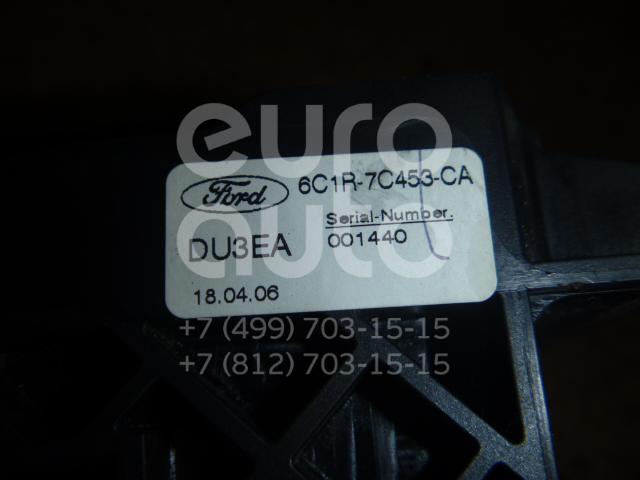 euro
auto
Ford
6C1R-7C453-CA
Serial-Number.
DU3EA
001440
18.04.06
+7 (499) 703-15-15
+7 (812) 703-15-15